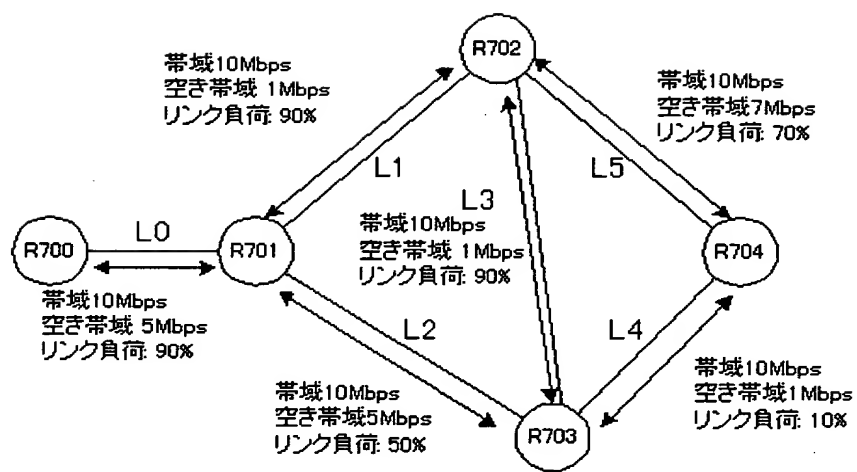 R702
帯域10Mbps
空き帯域 1Mbps
リンク負荷: 90%
帯域10Mbps
空き帯域7Mbps
リンク負荷: 70%
L1
L3
L5
帯域10Mbps
空き帯域 1Mbps
リンク負荷: 90%
R700
L0
R701
R704
帯域10Mbps
空き帯域 5Mbps
リンク負荷: 90%
L2
L4
帯域10Mbps
空き帯域5Mbps
リンク負荷: 50%
R703
帯域10Mbps
空き帯域1Mbps
リンク負荷: 10%